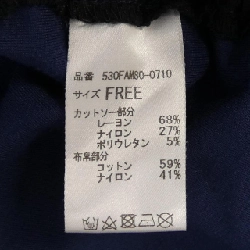 品番 530FAM80-0710
サイズ FREE
カットソー部分
レーヨン 68%
ナイロン 27%
ポリウレタン 5%
布帛部分
コットン 59%
ナイロン 41%